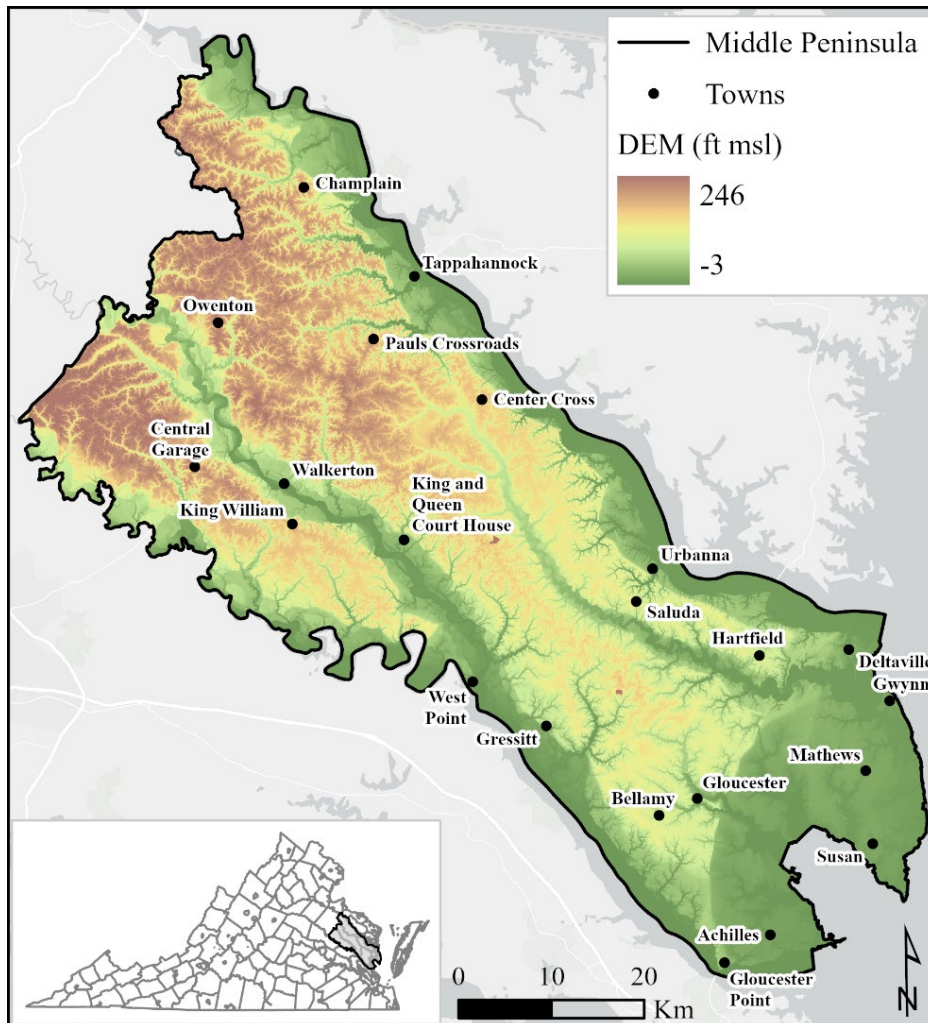 Middle Peninsula
Towns
DEM (ft msl)
246
-3
Champlain
Tappahannock
Owenton
Pauls Crossroads
Center Cross
Central
Garage
Walkerton
King and
Queen
Court House
King William
Urbanna
Saluda
Hartfield
Deltaville
Gwynn
West
Point
Gressitt
Mathews
Gloucester
Bellamy
Susan
Achilles
Gloucester
Point
0 10 20
Km
N